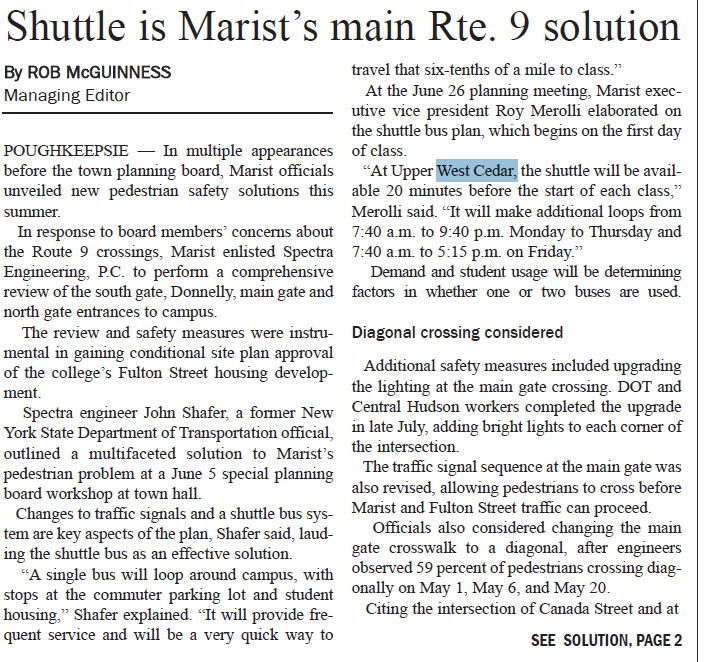 Shuttle is Marist's main Rte. 9 solution
By ROB McGUINNESS
Managing Editor
POUGHKEEPSIE — In multiple appearances
before the town planning board, Marist officials
unveiled new pedestrian safety solutions this
summer.
In response to board members' concerns about
the Route 9 crossings, Marist enlisted Spectra
Engineering, P.C. to perform a comprehensive
review of the south gate, Donnelly, main gate and
north gate entrances to campus.
The review and safety measures were instru-
mental in gaining conditional site plan approval
of the college's Fulton Street housing develop-
ment.
Spectra engineer John Shafer, a former New
York State Department of Transportation official,
outlined a multifaceted solution to Marist's
pedestrian problem at a June 5 special planning
board workshop at town hall.
Changes to traffic signals and a shuttle bus sys-
tem are key aspects of the plan, Shafer said, laud-
ing the shuttle bus as an effective solution.
"A single bus will loop around campus, with
stops at the commuter parking lot and student
housing," Shafer explained. "It will provide fre-
quent service and will be a very quick way to
travel that six-tenths of a mile to class."
At the June 26 planning meeting, Marist exec-
utive vice president Roy Merolli elaborated on
the shuttle bus plan, which begins on the first day
of class.
"At Upper West Cedar, the shuttle will be avail-
able 20 minutes before the start of each class,"
Merolli said. "It will make additional loops from
7:40 a.m. to 9:40 p.m. Monday to Thursday and
7:40 a.m. to 5:15 p.m. on Friday."
Demand and student usage will be determining
factors in whether one or two buses are used.
Diagonal crossing considered
Additional safety measures included upgrading
the lighting at the main gate crossing. DOT and
Central Hudson workers completed the upgrade
in late July, adding bright lights to each corner of
the intersection.
The traffic signal sequence at the main gate was
also revised, allowing pedestrians to cross before
Marist and Fulton Street traffic can proceed.
Officials also considered changing the main
gate crosswalk to a diagonal, after engineers
observed 59 percent of pedestrians crossing diag-
onally on May 1, May 6, and May 20.
Citing the intersection of Canada Street and at
SEE SOLUTION, PAGE 2